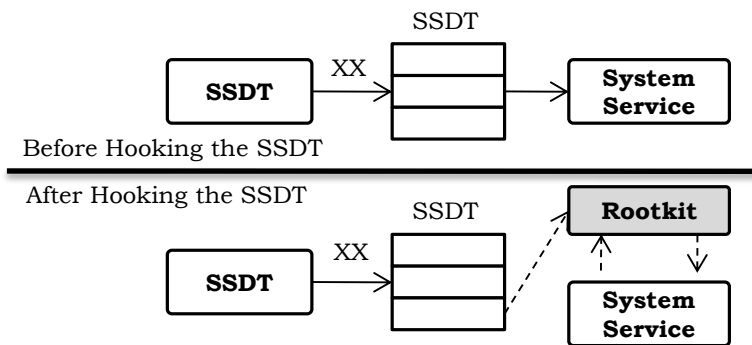 SSDT
XX
SSDT
System
Service
Before Hooking the SSDT
After Hooking the SSDT
SSDT
Rootkit
XX
SSDT
System
Service